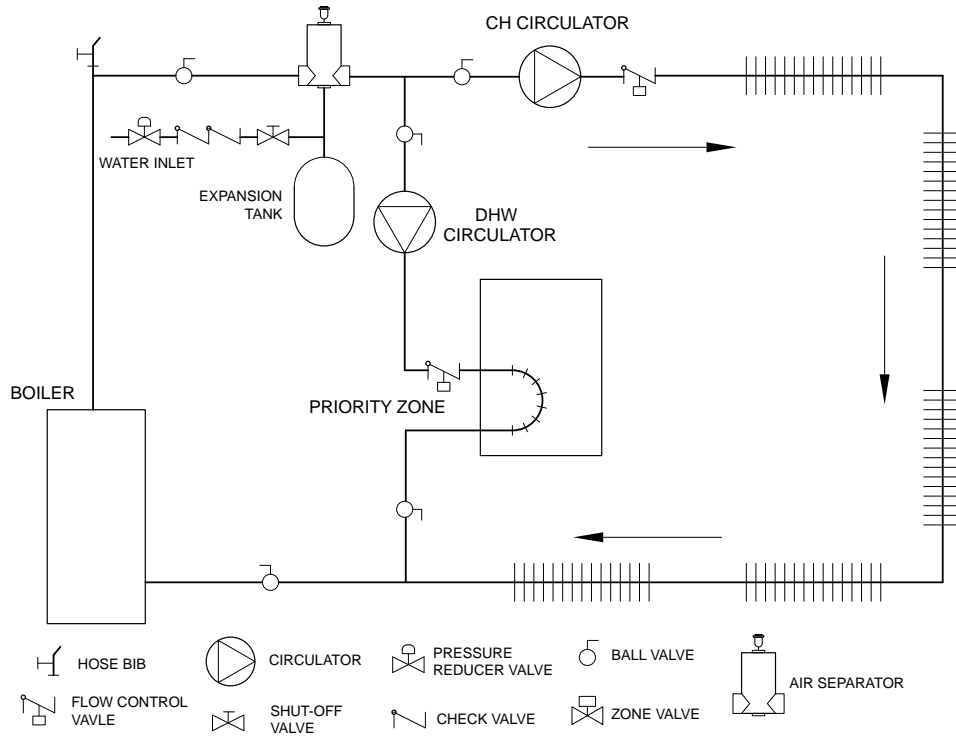 CH CIRCULATOR
WATER INLET
EXPANSION
TANK
DHW
CIRCULATOR
BOILER
PRIORITY ZONE
HOSE BIB
CIRCULATOR
PRESSURE
REDUCER VALVE
BALL VALVE
AIR SEPARATOR
FLOW CONTROL
VAVLE
SHUT-OFF
VALVE
CHECK VALVE
ZONE VALVE